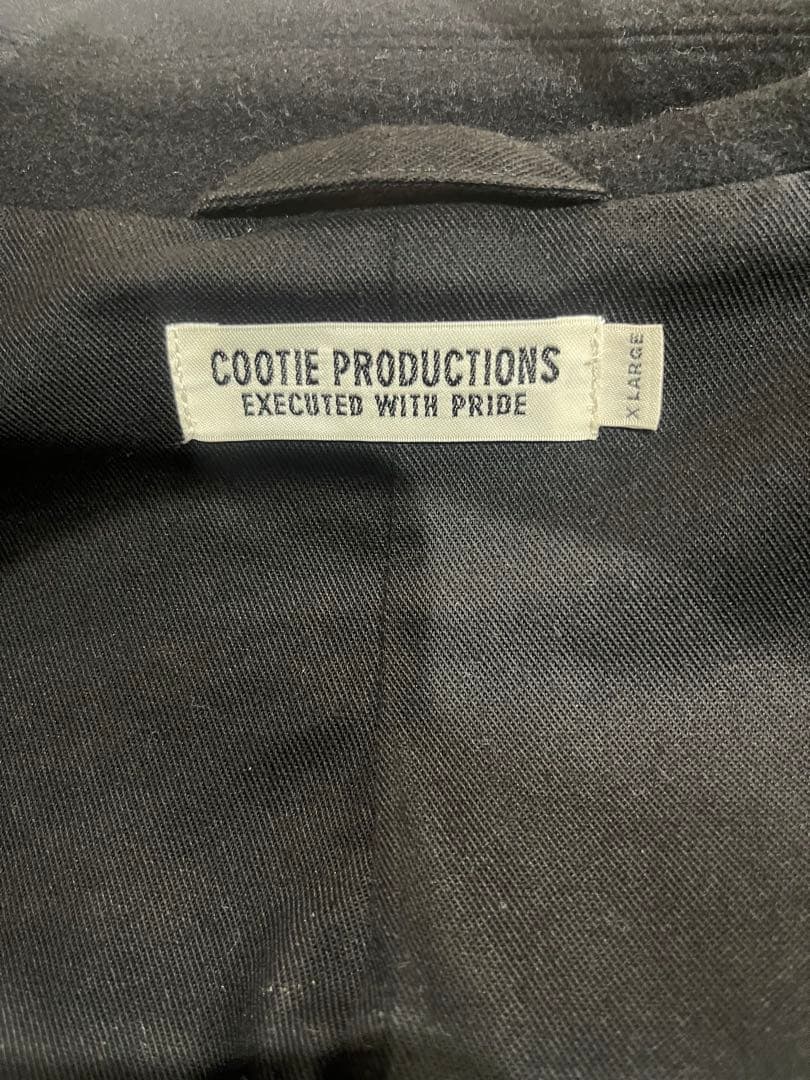 COOTIE PRODUCTIONS
EXECUTED WITH PRIDE
X LARGE